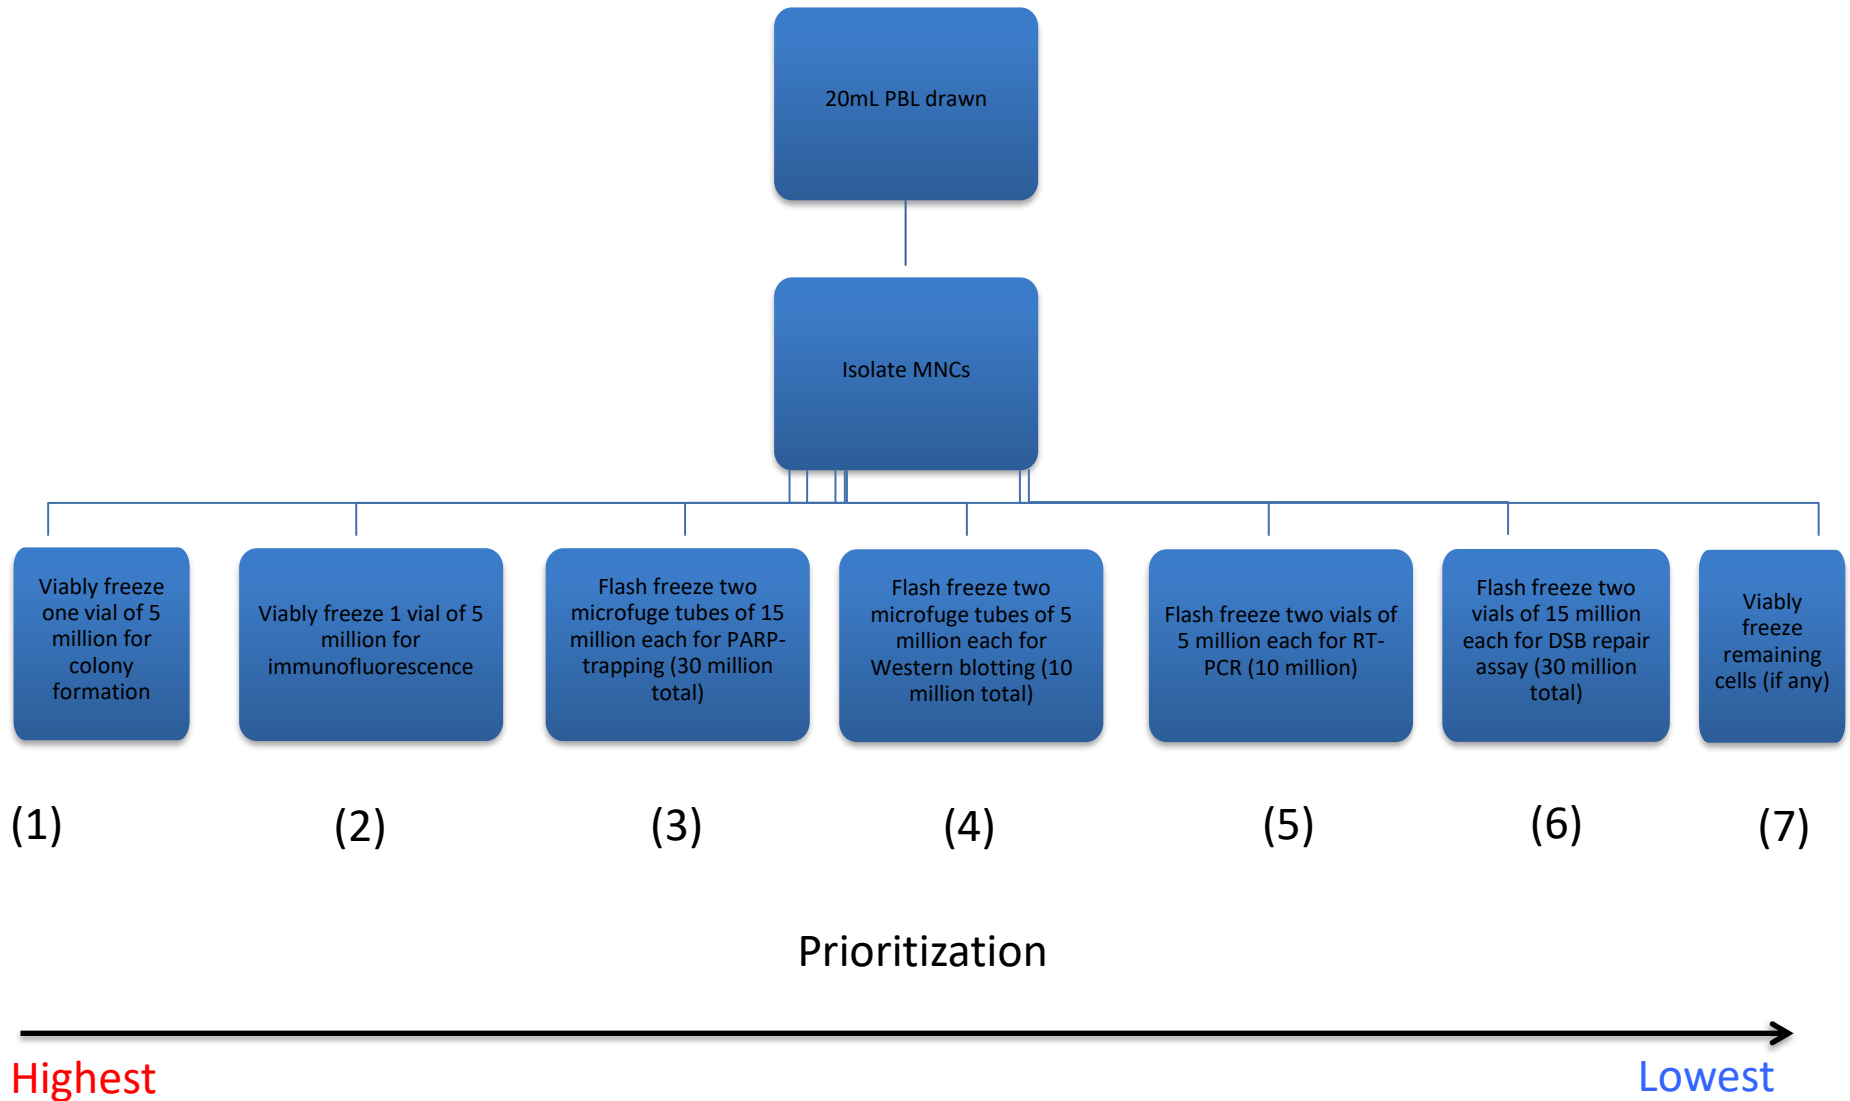 20mL PBL drawn
Isolate MNCs
Viably freeze
one vial of 5
million for
colony
formation
Viably freeze 1 vial of 5
million for
immunofluorescence
Flash freeze two
microfuge tubes of 15
million each for PARP-
trapping (30 million
total)
Flash freeze two
microfuge tubes of 5
million each for
Western blotting (10
million total)
Flash freeze two vials of
5 million each for RT-
PCR (10 million)
Flash freeze two
vials of 15 million
each for DSB repair
assay (30 million
total)
Viably
freeze
remaining
cells (if any)
(1)
(2)
(3)
(4)
(5)
(6)
(7)
Prioritization
Highest
Lowest